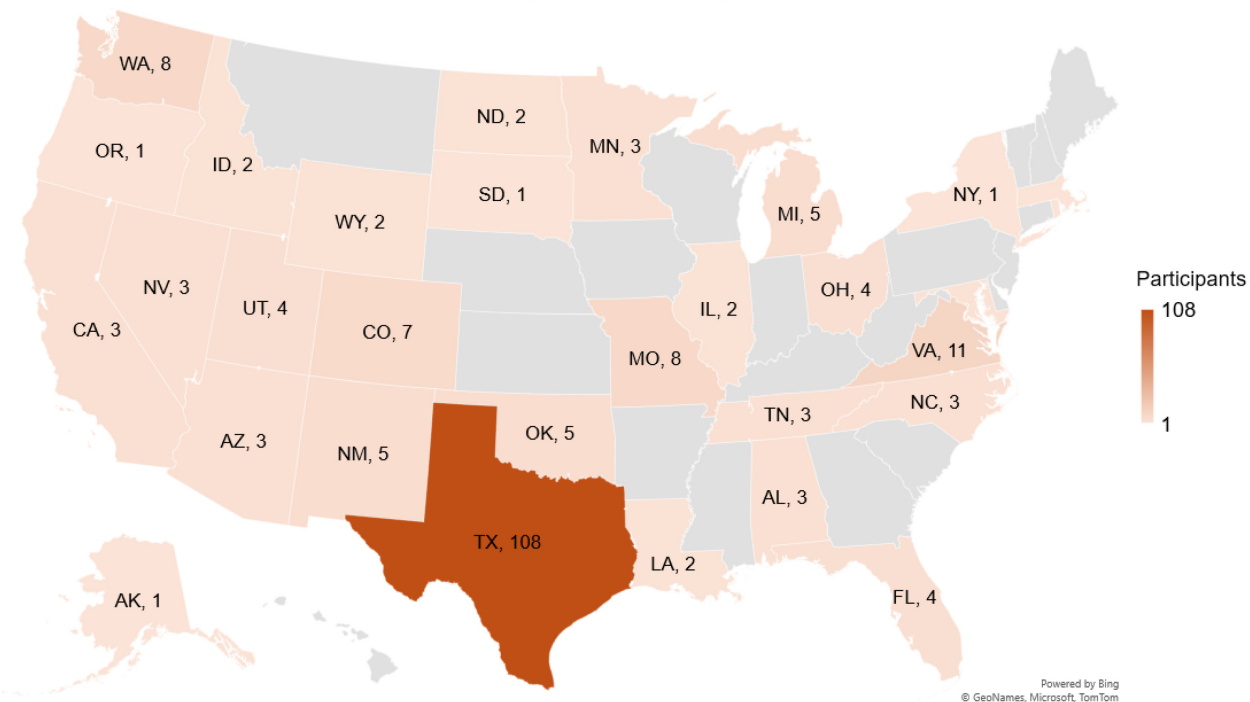 WA, 8
ND, 2
MN, 3
OR, 1
ID, 2
SD, 1
NY, 1
MI, 5
WY, 2
NV, 3
OH, 4
UT, 4
IL, 2
CA, 3
CO, 7
MO, 8
VA, 11
NC, 3
TN, 3
AZ, 3
NM, 5
OK, 5
AL, 3
TX, 108
LA, 2
AK, 1
FL, 4
Participants
108
1
Powered by Bing
© GeoNames, Microsoft, TomTom